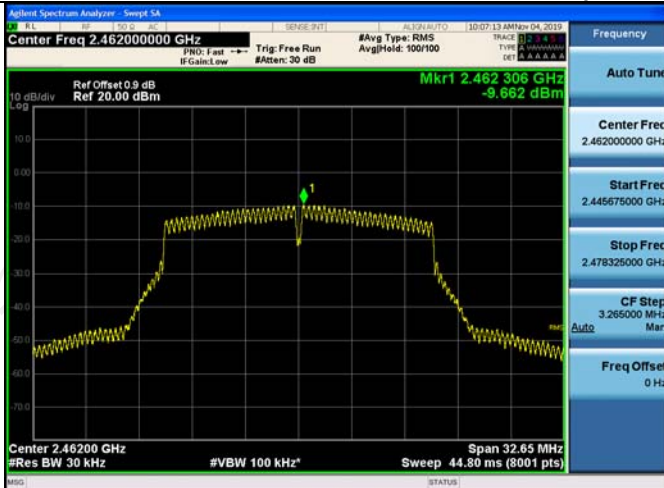 Agilent Spectrum Analyzer - Swept SA
RL RF 50 Ω AC SENSE:INT ALIGN AUTO 10:07:13 AM Nov 04, 2019
Center Freq 2.462000000 GHz
PNO: Fast
IFGain:Low
Trig: Free Run
#Atten: 30 dB
#Avg Type: RMS
Avg|Hold: 100/100
TRACE 1 2 3 4 5 6
TYPE A
DET A A A A A A
Frequency
Mkr1 2.462 306 GHz
-9.662 dBm
Ref Offset 0.9 dB
10 dB/div Ref 20.00 dBm
Log
10.0
0.00
-10.0
-20.0
-30.0
-40.0
-50.0
-60.0
-70.0
1
RMS
Center 2.46200 GHz
Span 32.65 MHz
#Res BW 30 kHz
#VBW 100 kHz*
Sweep 44.80 ms (8001 pts)
MSG
STATUS
Auto Tune
Center Freq
2.462000000 GHz
Start Freq
2.445675000 GHz
Stop Freq
2.478325000 GHz
CF Step
3.265000 MHz
Auto Man
Freq Offset
0 Hz